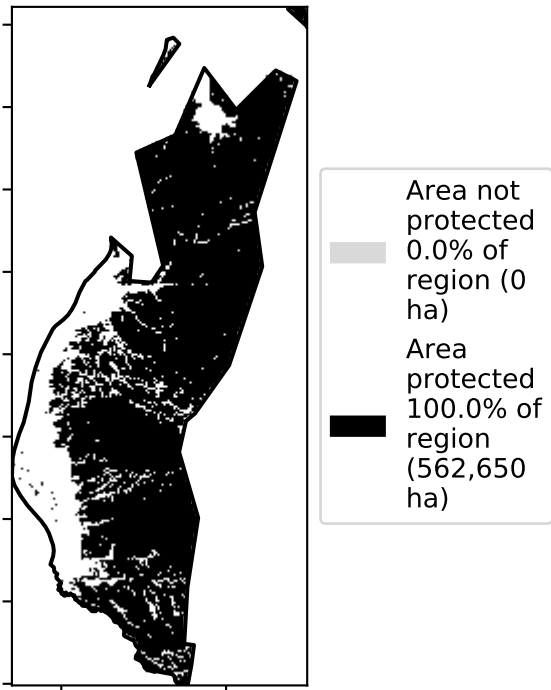 Area not
protected
0.0% of
region (0
ha)
Area
protected
100.0% of
region
(562,650
ha)